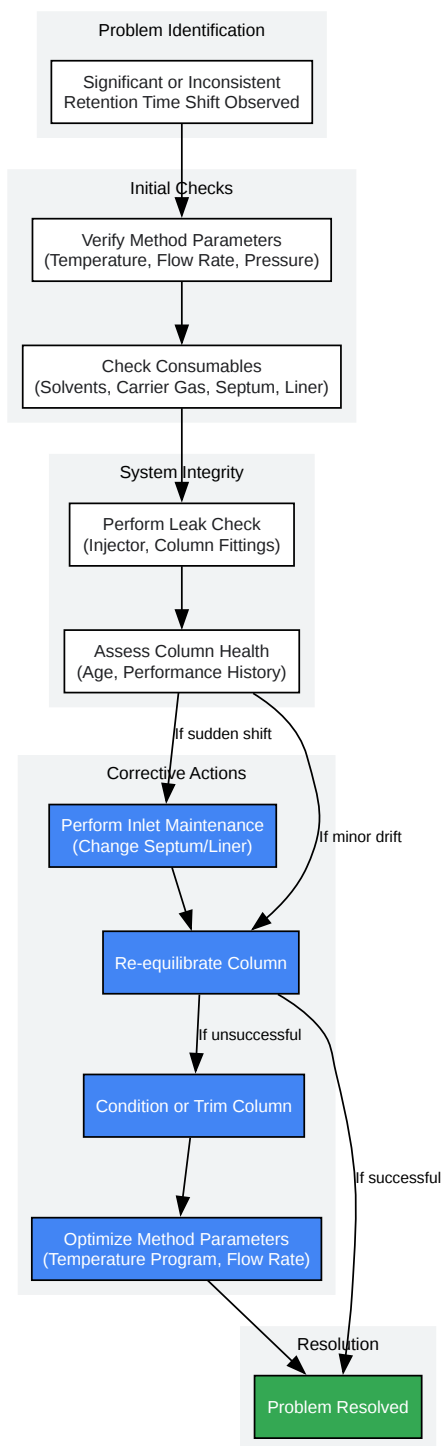 Problem Identification
Significant or Inconsistent
Retention Time Shift Observed
Initial Checks
Verify Method Parameters
(Temperature, Flow Rate, Pressure)
Check Consumables
(Solvents, Carrier Gas, Septum, Liner)
System Integrity
Perform Leak Check
(Injector, Column Fittings)
Assess Column Health
(Age, Performance History)
If sudden shift
Corrective Actions
Perform Inlet Maintenance
(Change Septum/Liner)
If minor drift
Re-equilibrate Column
If unsuccessful
Condition or Trim Column
If successful
Optimize Method Parameters
(Temperature Program, Flow Rate)
Resolution
Problem Resolved